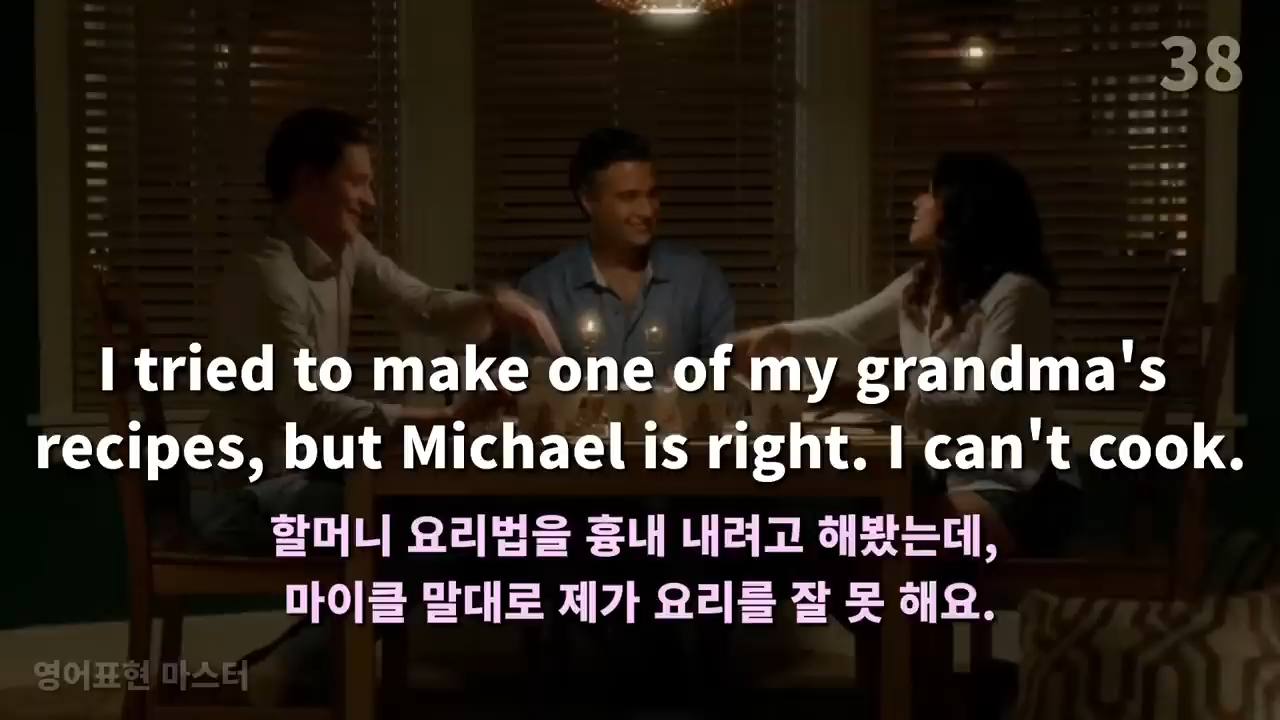 38
I tried to make one of my grandma's
recipes, but Michael is right. I can't cook.
할머니 요리법을 흉내 내려고 해봤는데,
마이클 말대로 제가 요리를 잘 못 해요.
영어표현 마스터